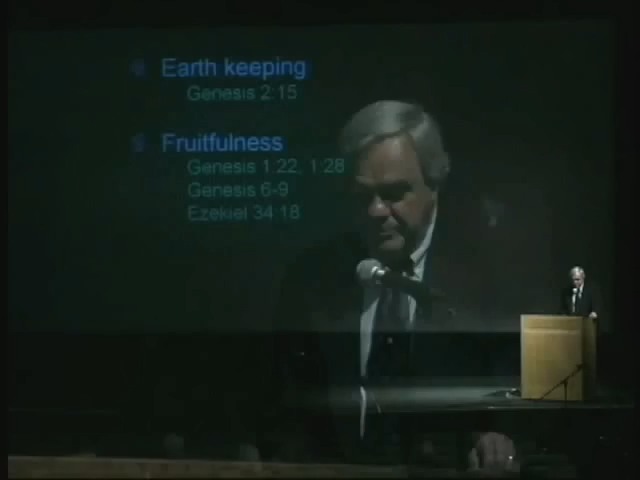 Earth keeping
Genesis 2:15
Fruitfulness
Genesis 1:22, 1:28
Genesis 6-9
Ezekiel 34:18